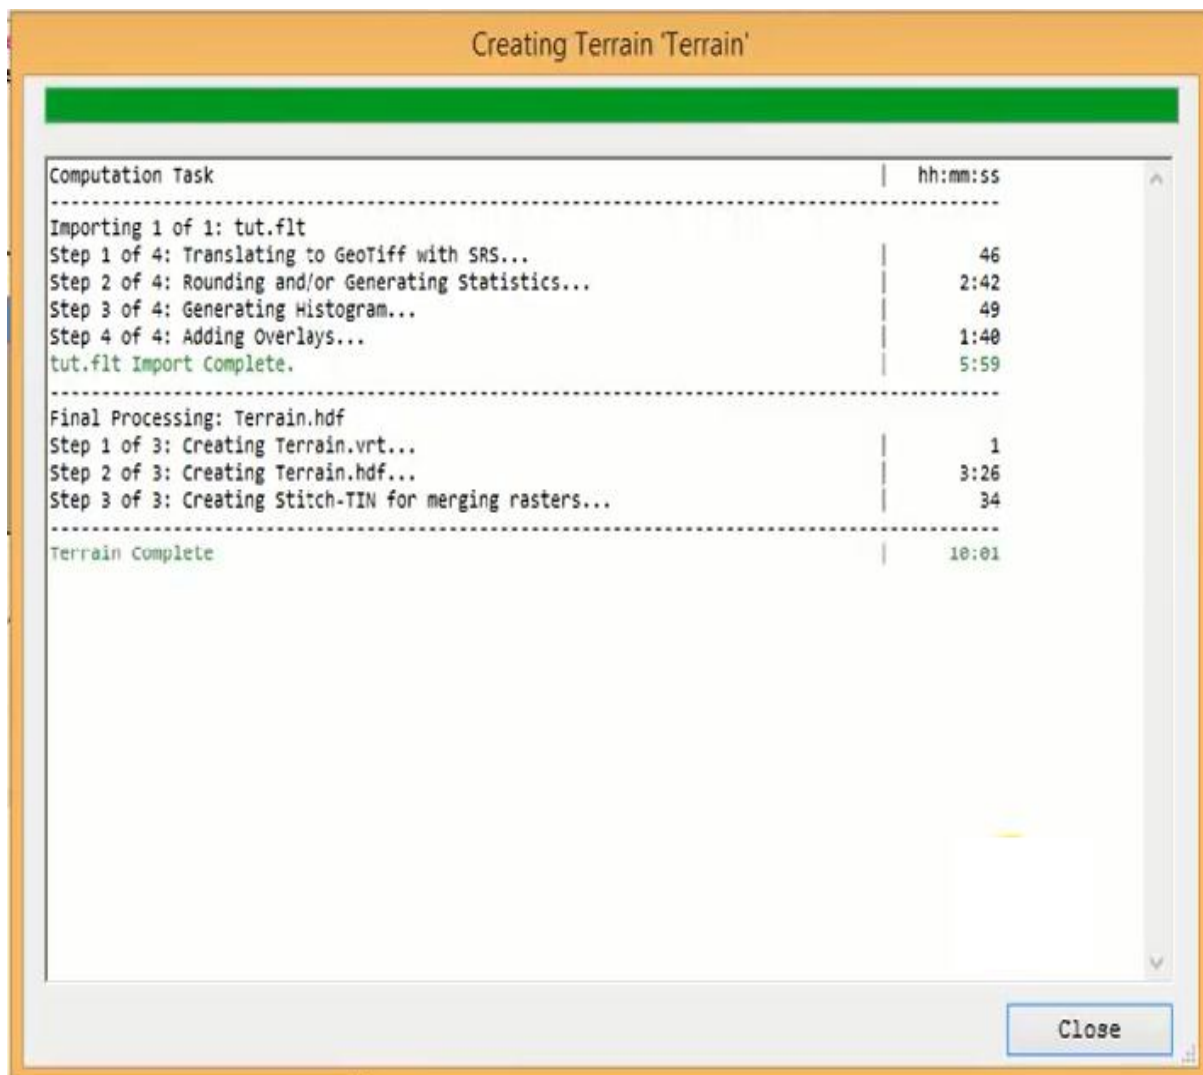 Creating Terrain 'Terrain'
Computation Task | hh:mm:ss
--------------------------------------------------------------------------------------------
Importing 1 of 1: tut.flt
Step 1 of 4: Translating to GeoTiff with SRS... | 46
Step 2 of 4: Rounding and/or Generating Statistics... | 2:42
Step 3 of 4: Generating Histogram... | 49
Step 4 of 4: Adding Overlays... | 1:40
tut.flt Import Complete. | 5:59
--------------------------------------------------------------------------------------------
Final Processing: Terrain.hdf
Step 1 of 3: Creating Terrain.vrt... | 1
Step 2 of 3: Creating Terrain.hdf... | 3:26
Step 3 of 3: Creating Stitch-TIN for merging rasters... | 34
--------------------------------------------------------------------------------------------
Terrain Complete | 10:01
Close